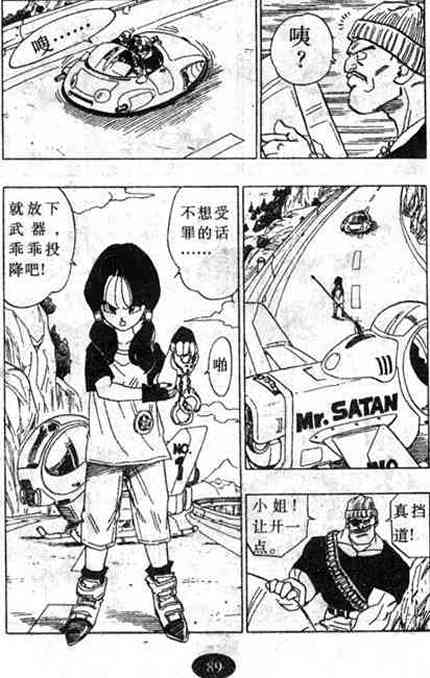 咦
?
嗖……
Mr. SATAN
NO.
真挡
道!
小姐!
让开一
点。
不想受
罪的话
……
啪
就放下
武器，
乖乖投
降吧!
NO.
1
89